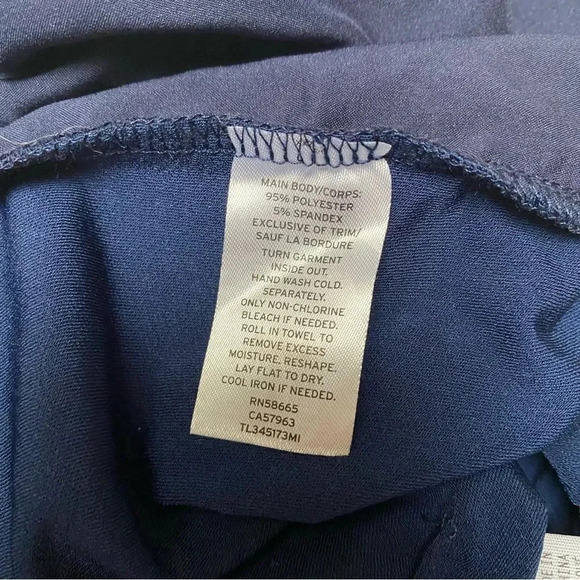 MAIN BODY/CORPS:
95% POLYESTER
5% SPANDEX
EXCLUSIVE OF TRIM/
SAUF LA BORDURE
TURN GARMENT
INSIDE OUT.
HAND WASH COLD.
SEPARATELY.
ONLY NON-CHLORINE
BLEACH IF NEEDED.
ROLL IN TOWEL TO
REMOVE EXCESS
MOISTURE. RESHAPE.
LAY FLAT TO DRY.
COOL IRON IF NEEDED.
RN58665
CA57963
TL345173MI